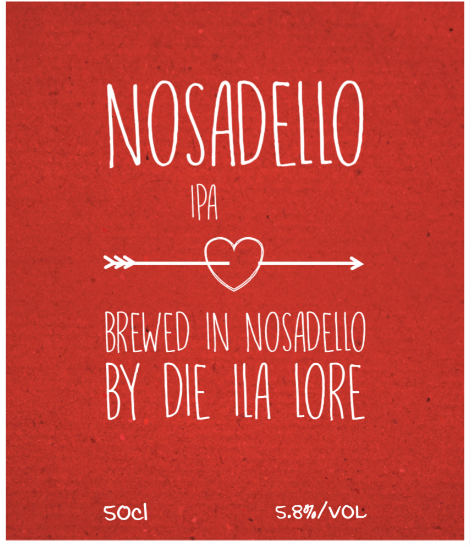 NOSADELLO
IPA
BREWED IN NOSADELLO
BY DIE ILA LORE
50cl 5.8%/VOL